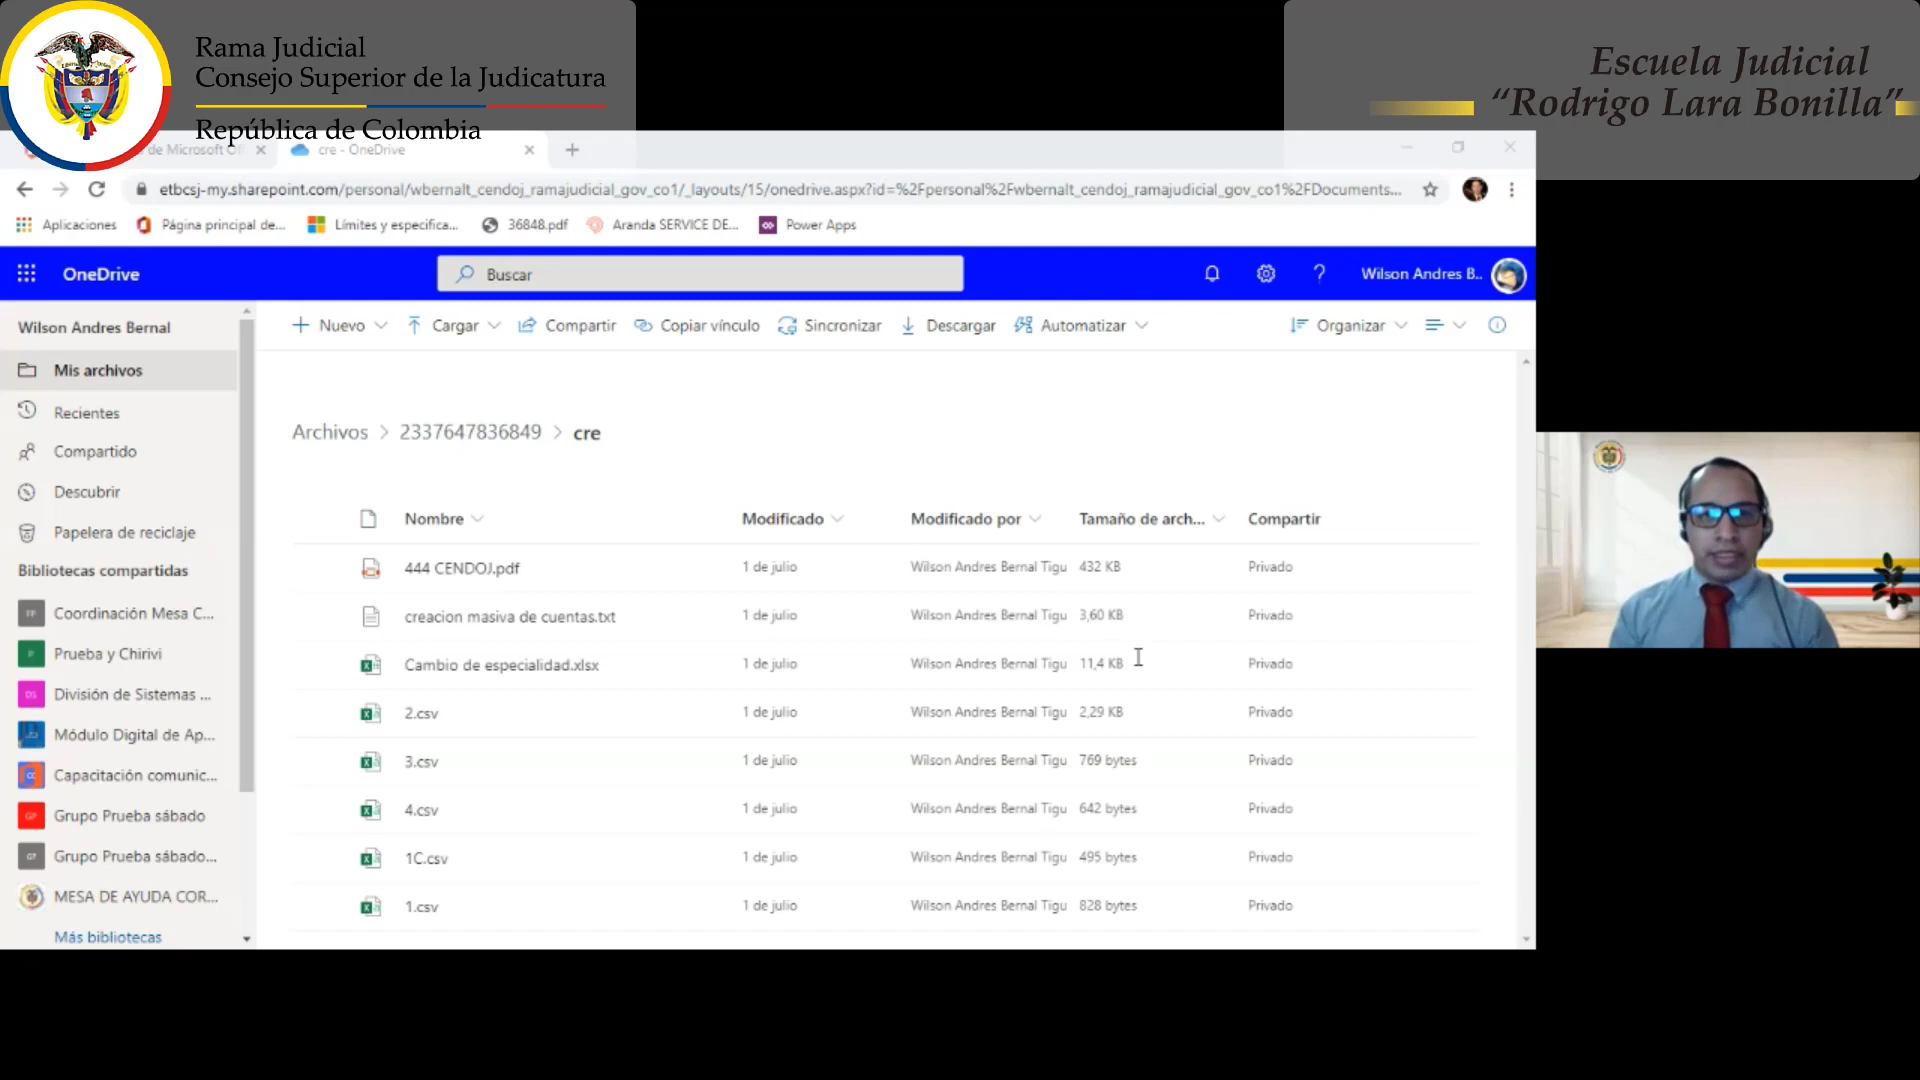 Rama Judicial
Consejo Superior de la Judicatura
República de Colombia
Escuela Judicial
“Rodrigo Lara Bonilla”
de Microsoft
cre - OneDrive
etbcsj-my.sharepoint.com/personal/wbernalt_cendoj_ramajudicial_gov_co1/_layouts/15/onedrive.aspx?id=%2Fpersonal%2Fwbernalt_cendoj_ramajudicial_gov_co1%2FDocuments...
Aplicaciones Página principal de... Límites y especifica... 36848.pdf Aranda SERVICE DE... Power Apps
OneDrive Buscar Wilson Andres B..
Wilson Andres Bernal
Mis archivos
Recientes
Compartido
Descubrir
Papelera de reciclaje
Bibliotecas compartidas
Coordinación Mesa C...
P Prueba y Chirivi
DS División de Sistemas ...
Módulo Digital de Ap...
Capacitación comunic...
GP Grupo Prueba sábado
GP Grupo Prueba sábado...
MESA DE AYUDA COR...
Más bibliotecas
Nuevo Cargar Compartir Copiar vínculo Sincronizar Descargar Automatizar Organizar
Archivos > 2337647836849 > cre
Nombre Modificado Modificado por Tamaño de arch... Compartir
444 CENDOJ.pdf 1 de julio Wilson Andres Bernal Tigu 432 KB Privado
creacion masiva de cuentas.txt 1 de julio Wilson Andres Bernal Tigu 3,60 KB Privado
Cambio de especialidad.xlsx 1 de julio Wilson Andres Bernal Tigu 11,4 KB Privado
2.csv 1 de julio Wilson Andres Bernal Tigu 2,29 KB Privado
3.csv 1 de julio Wilson Andres Bernal Tigu 769 bytes Privado
4.csv 1 de julio Wilson Andres Bernal Tigu 642 bytes Privado
1C.csv 1 de julio Wilson Andres Bernal Tigu 495 bytes Privado
1.csv 1 de julio Wilson Andres Bernal Tigu 828 bytes Privado